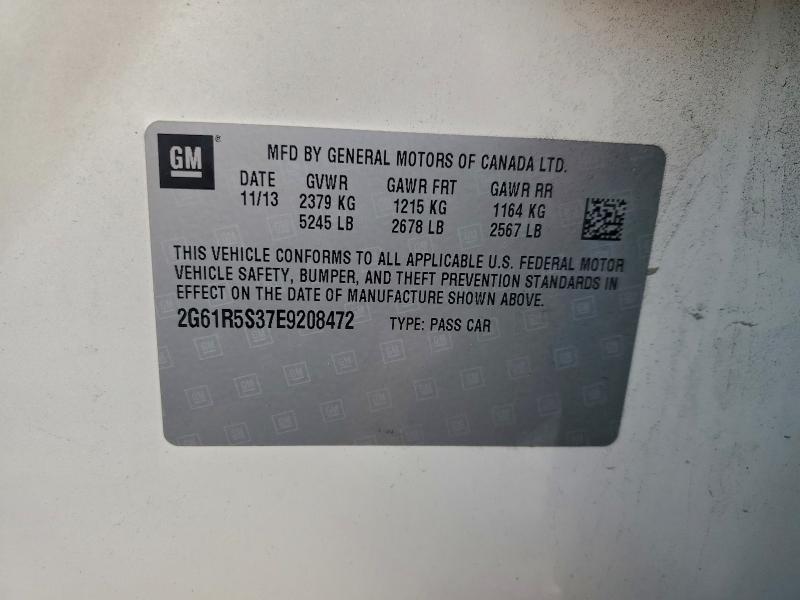 GM®
MFD BY GENERAL MOTORS OF CANADA LTD.
DATE GVWR GAWR FRT GAWR RR
11/13 2379 KG 1215 KG 1164 KG
5245 LB 2678 LB 2567 LB
THIS VEHICLE CONFORMS TO ALL APPLICABLE U.S. FEDERAL MOTOR
VEHICLE SAFETY, BUMPER, AND THEFT PREVENTION STANDARDS IN
EFFECT ON THE DATE OF MANUFACTURE SHOWN ABOVE.
2G61R5S37E9208472 TYPE: PASS CAR